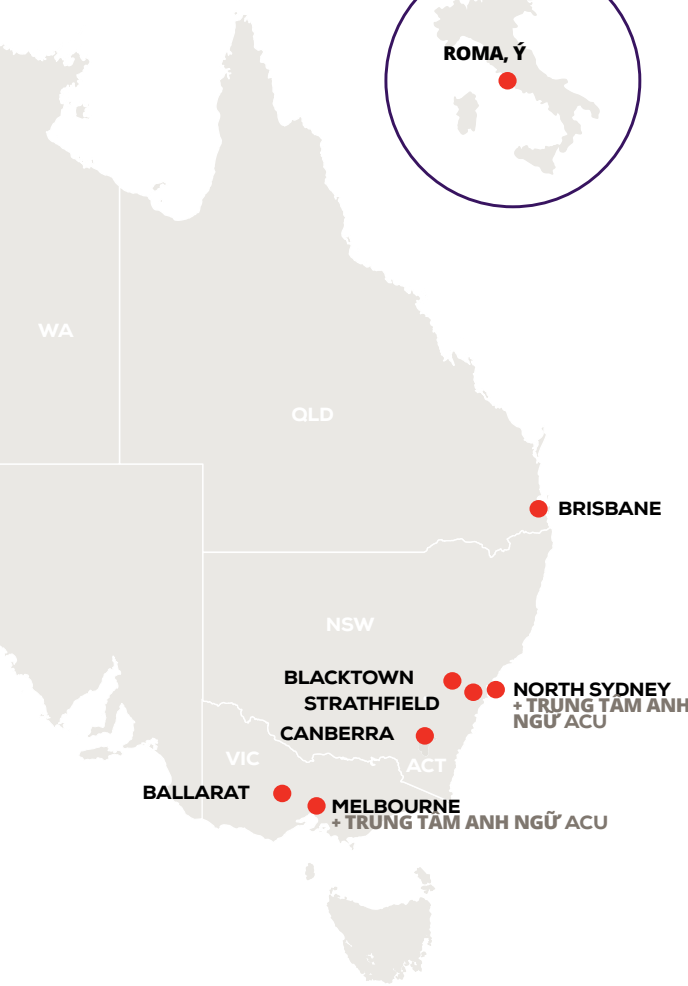 ROMA, Ý
WA
QLD
BRISBANE
NSW
BLACKTOWN
STRATHFIELD
NORTH SYDNEY
+ TRUNG TÂM ANH
NGỮ ACU
CANBERRA
VIC
ACT
BALLARAT
MELBOURNE
+ TRUNG TÂM ANH NGỮ ACU